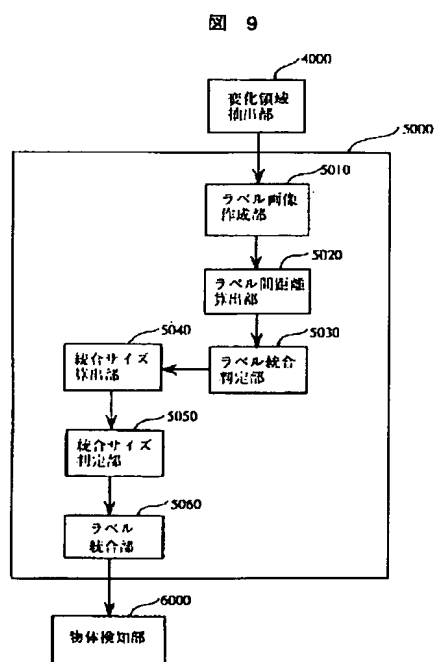 図 9
4000
変化領域
抽出部
5000
5010
ラベル画像
作成部
5020
ラベル間距離
算出部
5040
統合サイズ
算出部
5030
ラベル統合
判定部
5050
統合サイズ
判定部
5060
ラベル
統合部
6000
物体検知部